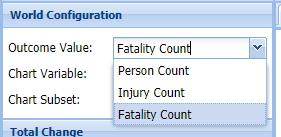 World Configuration
Outcome Value: Fatality Count
Chart Variable: Person Count
Injury Count
Chart Subset: Fatality Count
Total Change